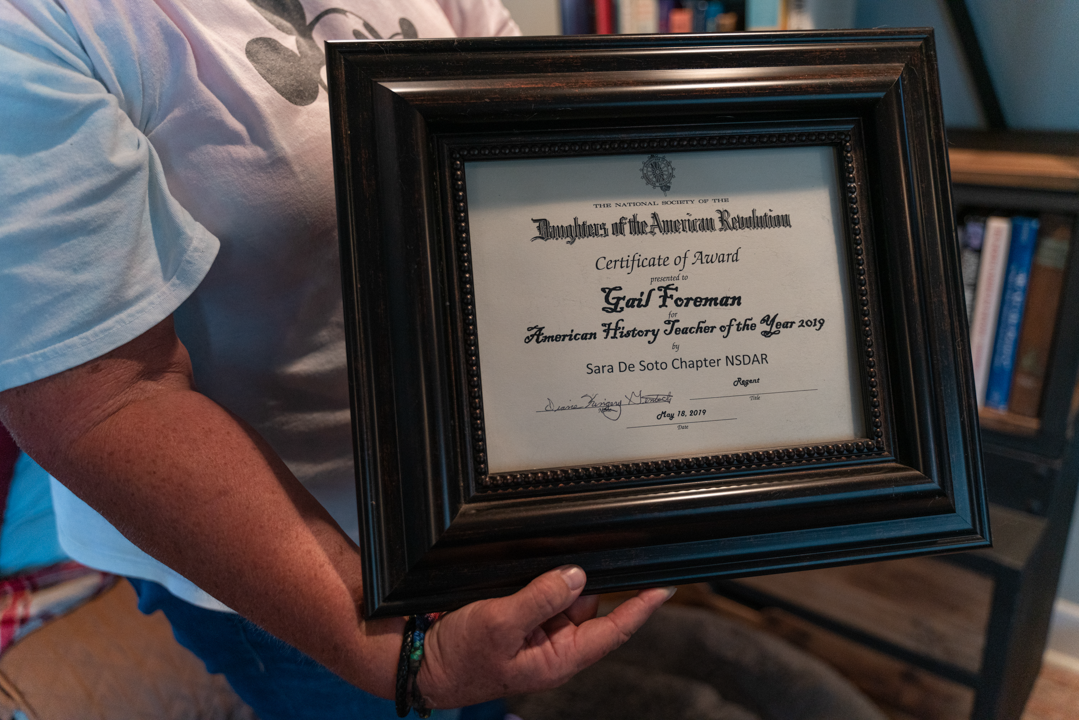 THE NATIONAL SOCIETY OF THE
Daughters of the American Revolution
Certificate of Award
presented to
Gail Foreman
for
American History Teacher of the Year 2019
by
Sara De Soto Chapter NSDAR
Regent
Title
May 18, 2019
Date